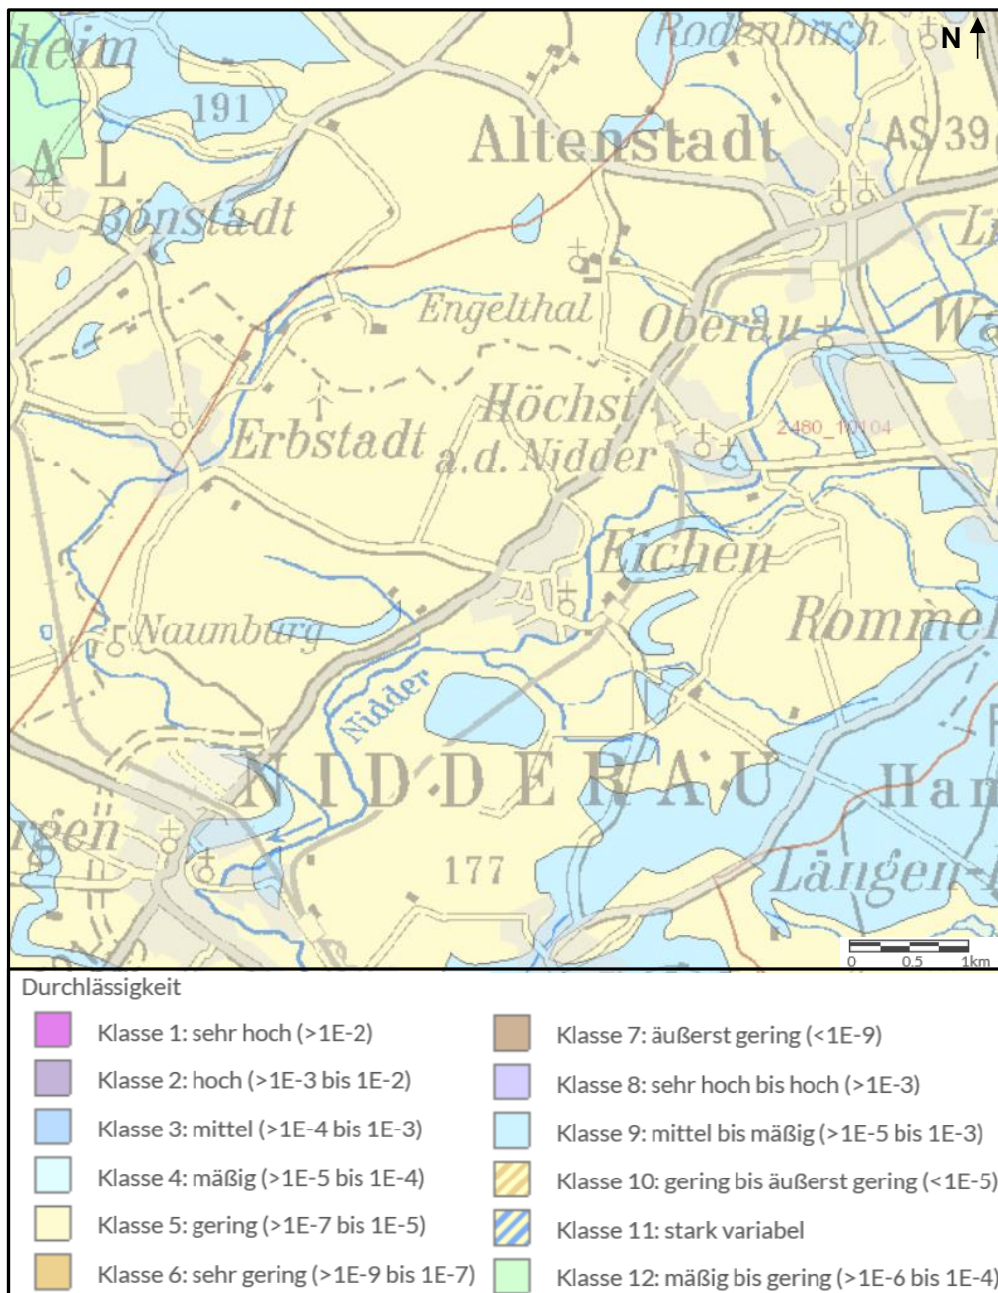 heim
Rodenbach
N
191
Altenstadt
AS 39
A L
Bönstadt
Li
Engelthal
Oberau
Wa
Höchst
a.d. Nidder
Erbstadt
2480_10104
Eichen
Naumburg
Romme
Nidder
NIDDERAU
Han
rgen
177
Längen-
0 0.5 1km
Durchlässigkeit
Klasse 1: sehr hoch (>1E-2)
Klasse 2: hoch (>1E-3 bis 1E-2)
Klasse 3: mittel (>1E-4 bis 1E-3)
Klasse 4: mäßig (>1E-5 bis 1E-4)
Klasse 5: gering (>1E-7 bis 1E-5)
Klasse 6: sehr gering (>1E-9 bis 1E-7)
Klasse 7: äußerst gering (<1E-9)
Klasse 8: sehr hoch bis hoch (>1E-3)
Klasse 9: mittel bis mäßig (>1E-5 bis 1E-3)
Klasse 10: gering bis äußerst gering (<1E-5)
Klasse 11: stark variabel
Klasse 12: mäßig bis gering (>1E-6 bis 1E-4)